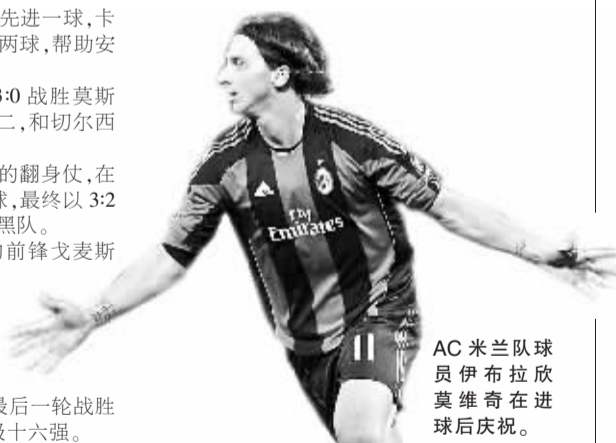 先进一球,卡
两球,帮助安
3:0 战胜莫斯
二,和切尔西
的翻身仗,在
球,最终以 3:2
黑队。
前锋戈麦斯
最后一轮战胜
级十六强。
Fly
Emirates
11
AC 米兰队球
员伊布拉欣
莫维奇在进
球后庆祝。